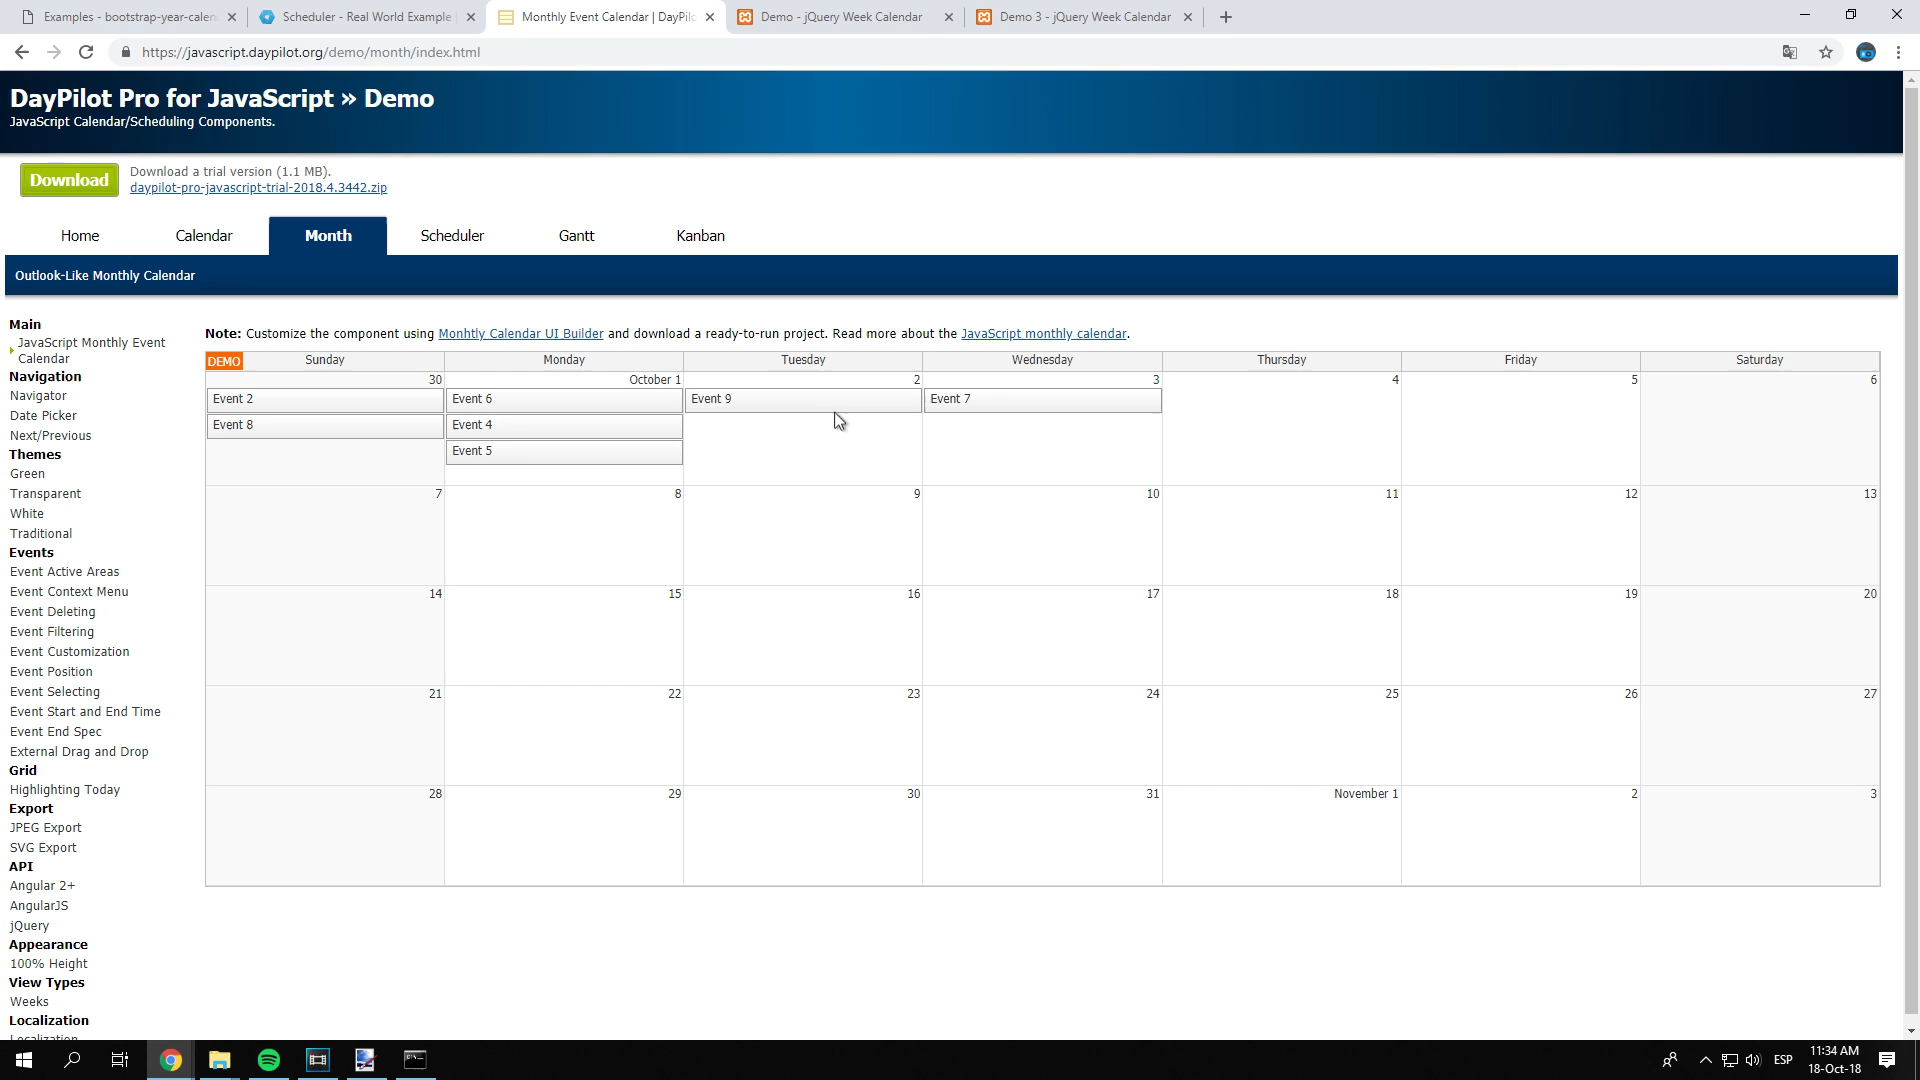 Examples - bootstrap-year-calen
Scheduler - Real World Example
Monthly Event Calendar | DayPilo
Demo - jQuery Week Calendar
Demo 3 - jQuery Week Calendar
https://javascript.daypilot.org/demo/month/index.html
DayPilot Pro for JavaScript » Demo
JavaScript Calendar/Scheduling Components.
Download
Download a trial version (1.1 MB).
daypilot-pro-javascript-trial-2018.4.3442.zip
Home Calendar Month Scheduler Gantt Kanban
Outlook-Like Monthly Calendar
Main
JavaScript Monthly Event
Calendar
Navigation
Navigator
Date Picker
Next/Previous
Themes
Green
Transparent
White
Traditional
Events
Event Active Areas
Event Context Menu
Event Deleting
Event Filtering
Event Customization
Event Position
Event Selecting
Event Start and End Time
Event End Spec
External Drag and Drop
Grid
Highlighting Today
Export
JPEG Export
SVG Export
API
Angular 2+
AngularJS
jQuery
Appearance
100% Height
View Types
Weeks
Localization
Localization
Note: Customize the component using Monhtly Calendar UI Builder and download a ready-to-run project. Read more about the JavaScript monthly calendar.
DEMO Sunday Monday Tuesday Wednesday Thursday Friday Saturday
30 October 1 2 3 4 5 6
Event 2 Event 6 Event 9 Event 7
Event 8 Event 4
Event 5
7 8 9 10 11 12 13
14 15 16 17 18 19 20
21 22 23 24 25 26 27
28 29 30 31 November 1 2 3
ESP
11:34 AM
18-Oct-18